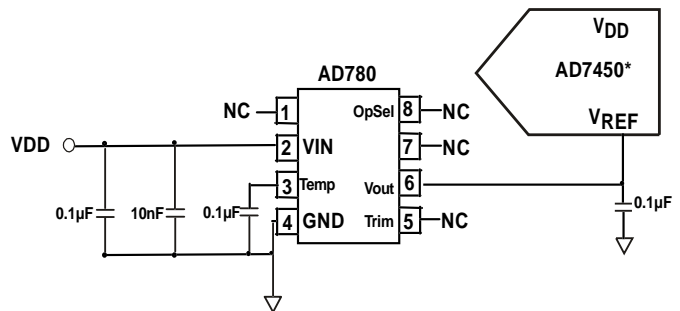 VDD
AD780
AD7450*
NC 1 OpSel 8 NC
VREF
VDD 2 VIN 7 NC
3 Temp Vout 6
0.1µF 10nF 0.1µF 4 GND Trim 5 NC 0.1µF